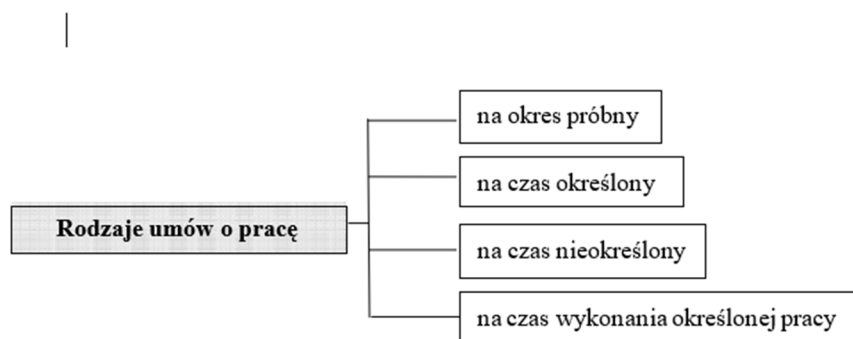 na okres próbny
na czas określony
Rodzaje umów o pracę
na czas nieokreślony
na czas wykonania określonej pracy